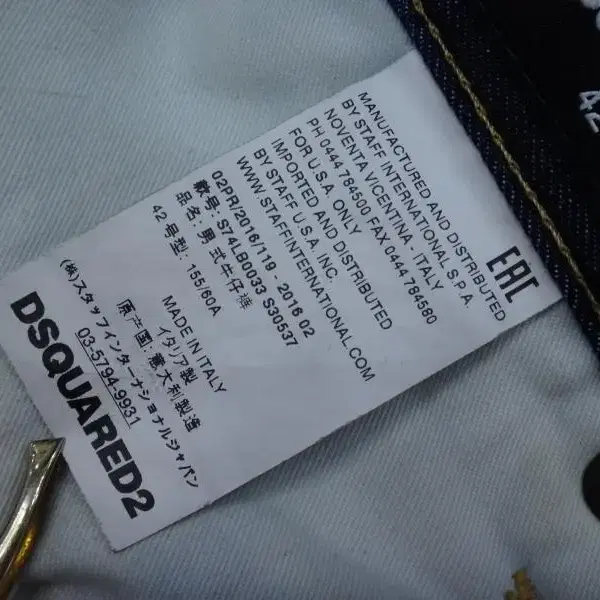 MANUFACTURED AND DISTRIBUTED
BY STAFF INTERNATIONAL S.P.A.
NOVENTA VICENTINA - ITALY
PH 0444 784500 FAX 0444 784580
FOR U.S.A. ONLY
IMPORTED AND DISTRIBUTED
BY STAFF U.S.A. INC.
WWW.STAFFINTERNATIONAL.COM
EAC
02PR/2016/119 - 2016 02
款号: S74LB0033 S30537
品名: 男式牛仔裤
42 号型: 155/60A
MADE IN ITALY
イタリア製
原产国: 意大利製造
(株)スタッフインターナショナルジャパン
03-5794-9931
DSQUARED2
42